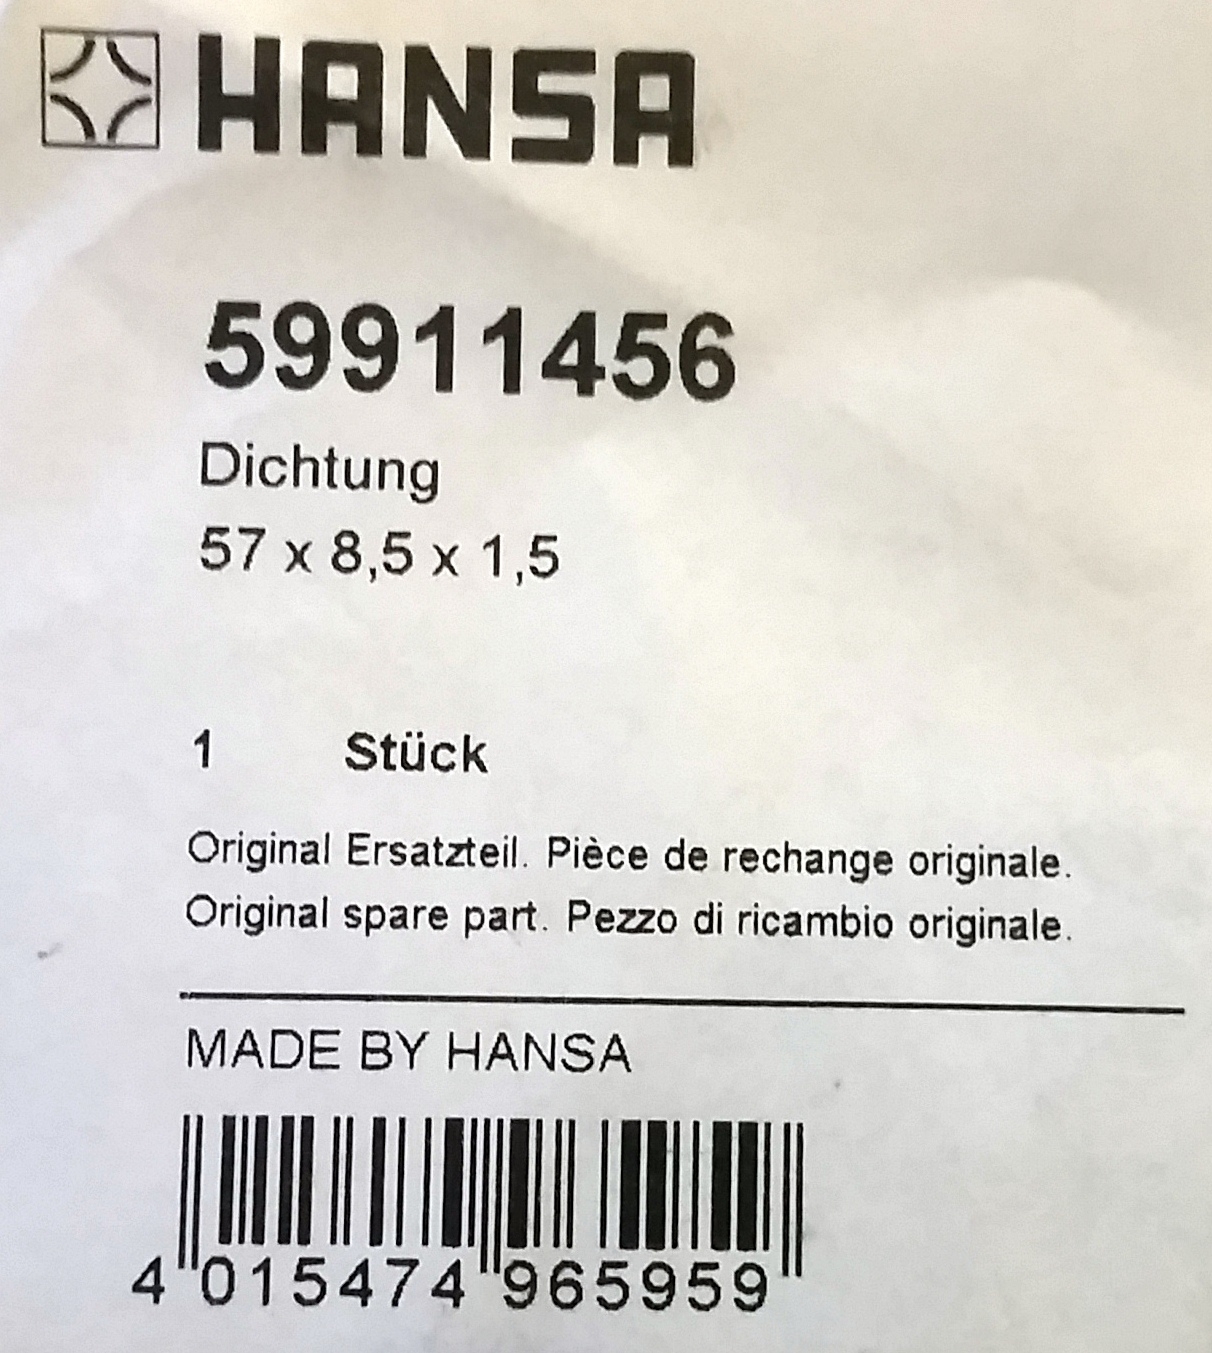 HANSA
59911456
Dichtung
57 x 8,5 x 1,5
1 Stück
Original Ersatzteil. Pièce de rechange originale.
Original spare part. Pezzo di ricambio originale.
MADE BY HANSA
4 015474 965959